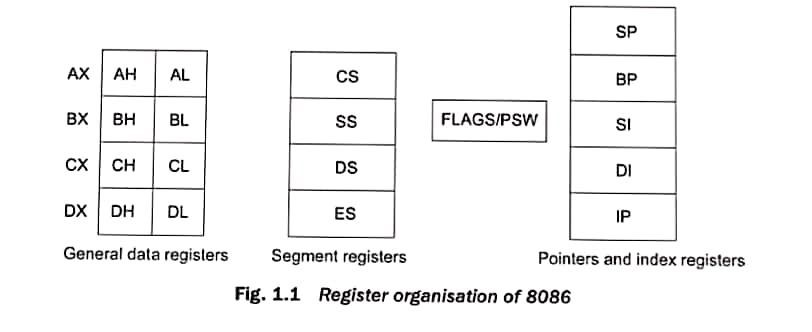 SP
AX AH AL CS BP
BX BH BL SS FLAGS/PSW SI
CX CH CL DS DI
DX DH DL ES IP
General data registers Segment registers Pointers and index registers
Fig. 1.1 Register organisation of 8086